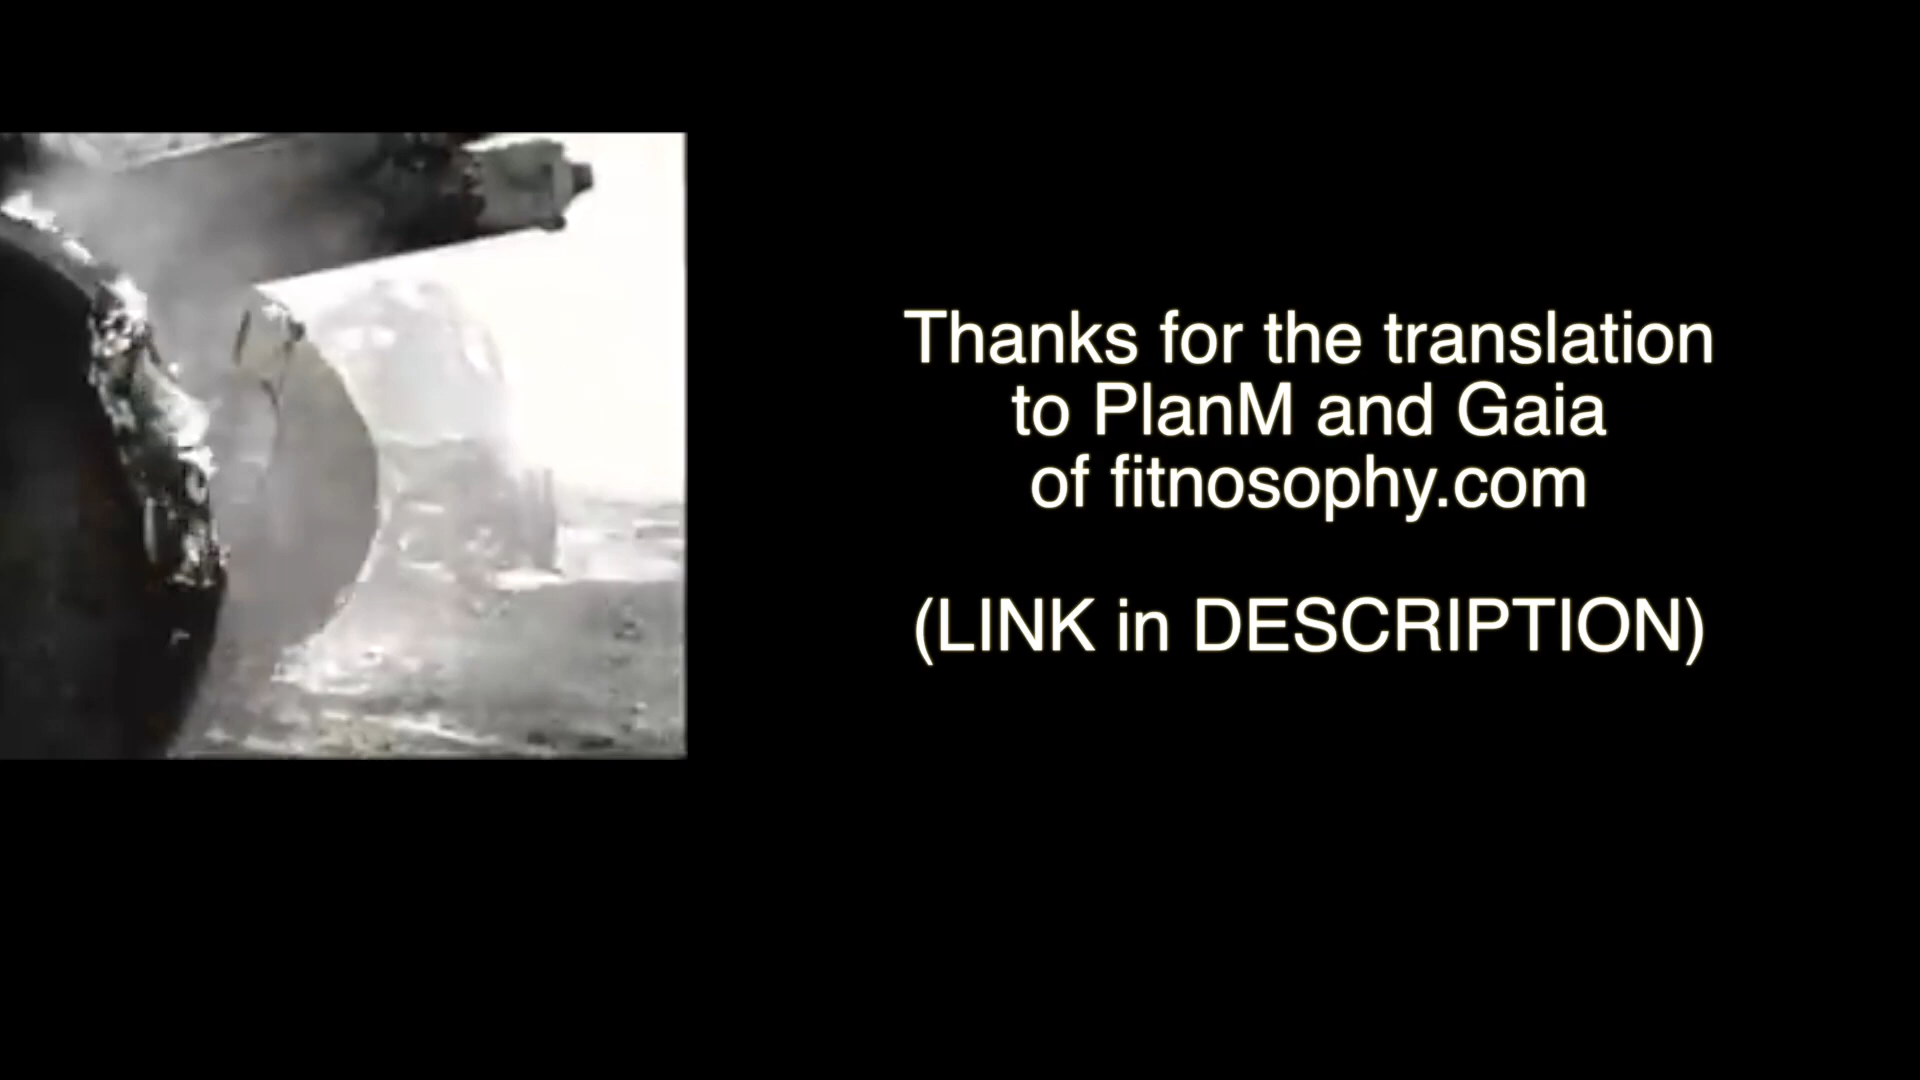 Thanks for the translation
to PlanM and Gaia
of fitnosophy.com
(LINK in DESCRIPTION)